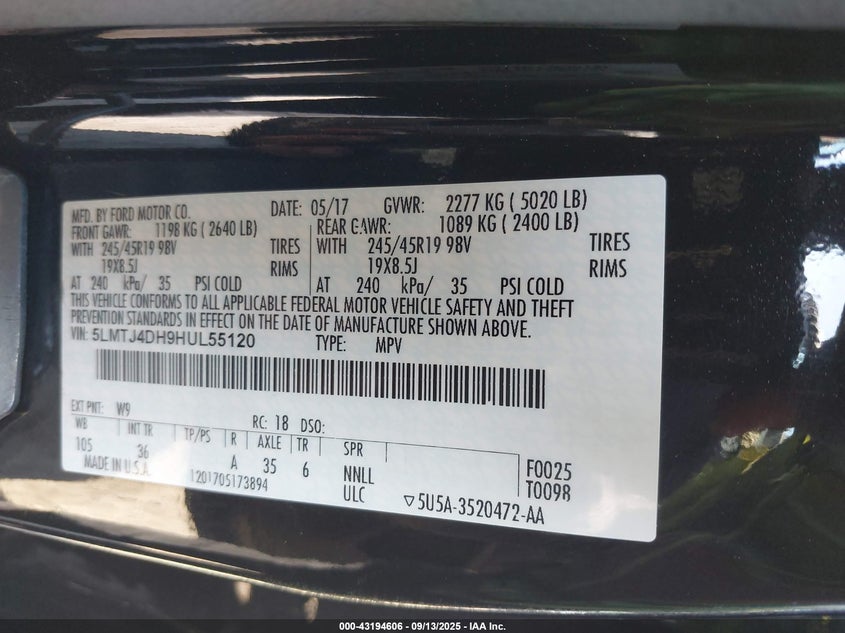 MFD. BY FORD MOTOR CO.
DATE: 05/17 GVWR: 2277 KG ( 5020 LB)
FRONT GAWR: 1198 KG ( 2640 LB) REAR GAWR: 1089 KG ( 2400 LB)
WITH 245/45R19 98V TIRES WITH 245/45R19 98V TIRES
19X8.5J RIMS 19X8.5J RIMS
AT 240 kPa/ 35 PSI COLD AT 240 kPa/ 35 PSI COLD
THIS VEHICLE CONFORMS TO ALL APPLICABLE FEDERAL MOTOR VEHICLE SAFETY AND THEFT
PREVENTION STANDARDS IN EFFECT ON THE DATE OF MANUFACTURE SHOWN ABOVE.
VIN: 5LMTJ4DH9HUL55120 TYPE: MPV
EXT PNT: W9 RC: 18 DSO:
WB INT TR TP/PS R AXLE TR SPR
105 36 A 35 6 NNLL F0025
MADE IN U.S.A. 1201705173894 ULC T0098
▽5U5A-3520472-AA
000-43194606 - 09/13/2025 - IAA Inc.